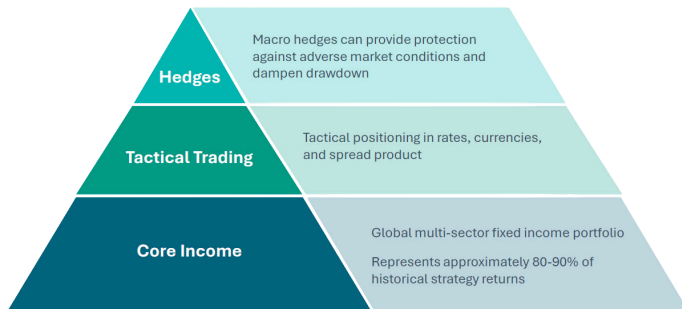 Hedges
Macro hedges can provide protection
against adverse market conditions and
dampen drawdown
Tactical Trading
Tactical positioning in rates, currencies,
and spread product
Core Income
Global multi-sector fixed income portfolio
Represents approximately 80-90% of
historical strategy returns